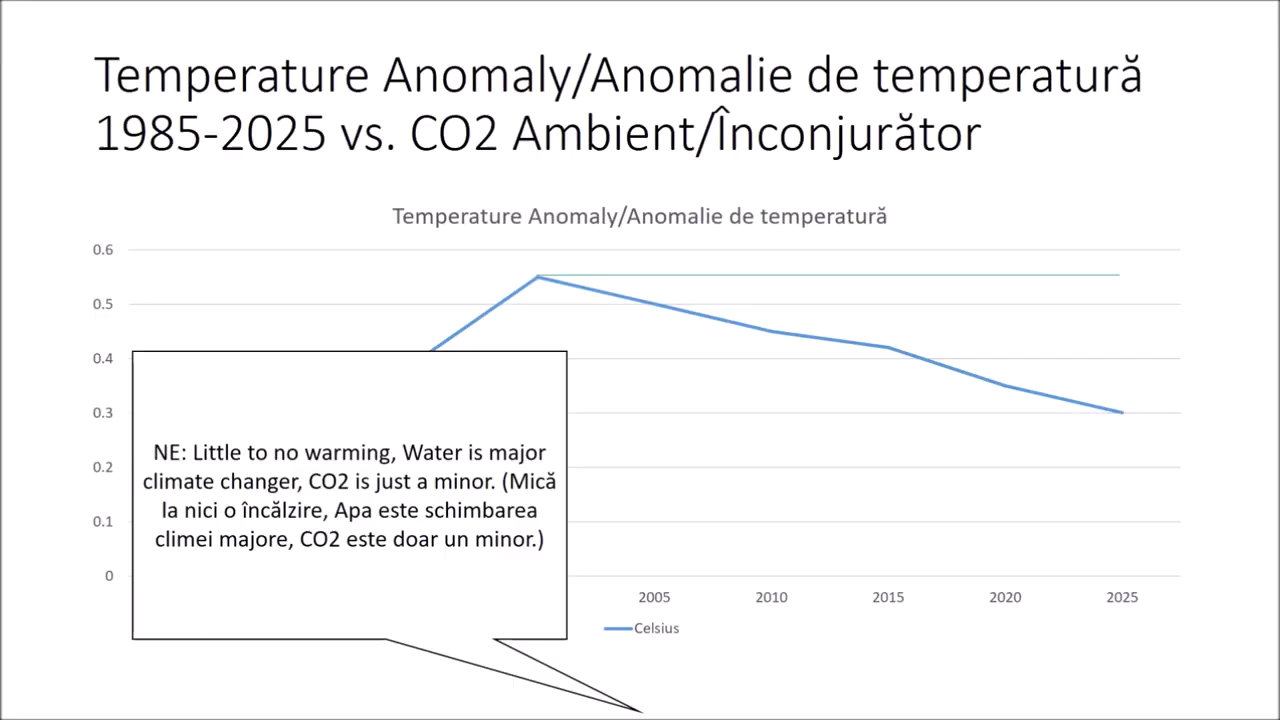 Temperature Anomaly/Anomalie de temperatură
1985-2025 vs. CO2 Ambient/Înconjurător
Temperature Anomaly/Anomalie de temperatură
0.6
0.5
0.4
0.3
0.2
0.1
0
NE: Little to no warming, Water is major
climate changer, CO2 is just a minor. (Mică
la nici o încălzire, Apa este schimbarea
climei majore, CO2 este doar un minor.)
2005 2010 2015 2020 2025
Celsius